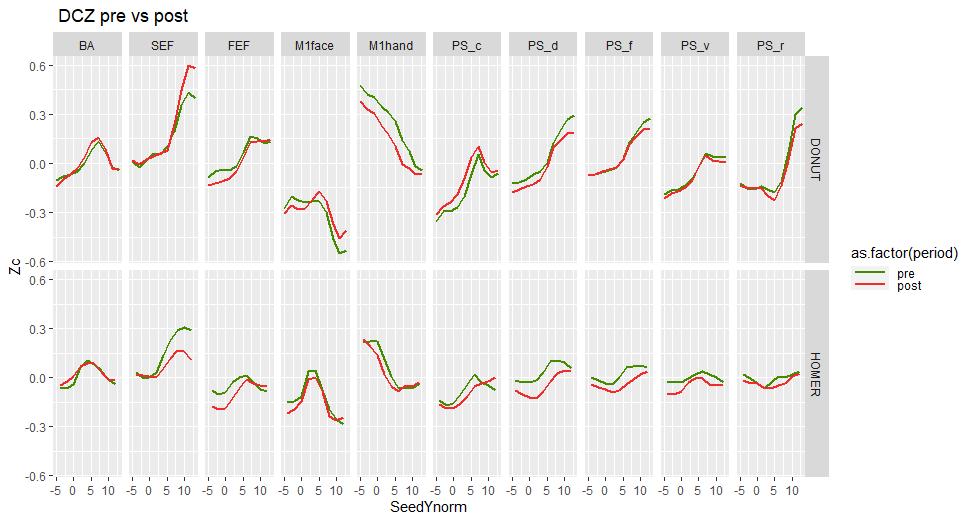 DCZ pre vs post
BA SEF FEF M1face M1hand PS_c PS_d PS_f PS_v PS_r
0.6
0.3
0.0
-0.3
-0.6
DONUT
Zc
0.6
0.3
0.0
-0.3
-0.6
HOMER
as.factor(period)
pre
post
-5 0 5 10 -5 0 5 10 -5 0 5 10 -5 0 5 10 -5 0 5 10 -5 0 5 10 -5 0 5 10 -5 0 5 10 -5 0 5 10 -5 0 5 10
SeedYnorm